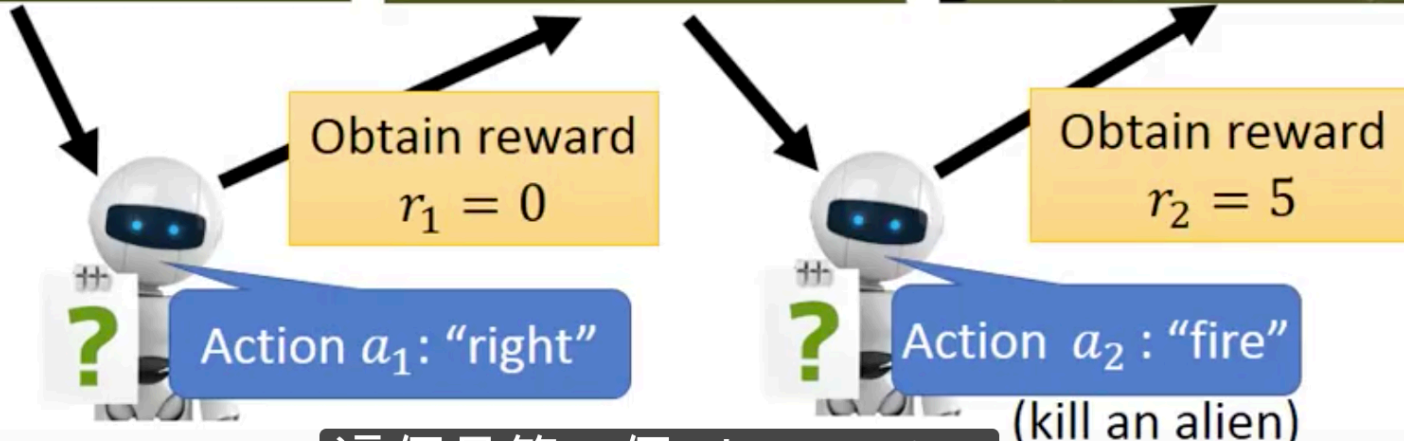 Obtain reward
r₁ = 0
?
Action a₁: “right”
Obtain reward
r₂ = 5
?
Action a₂ : “fire”
(kill an alien)